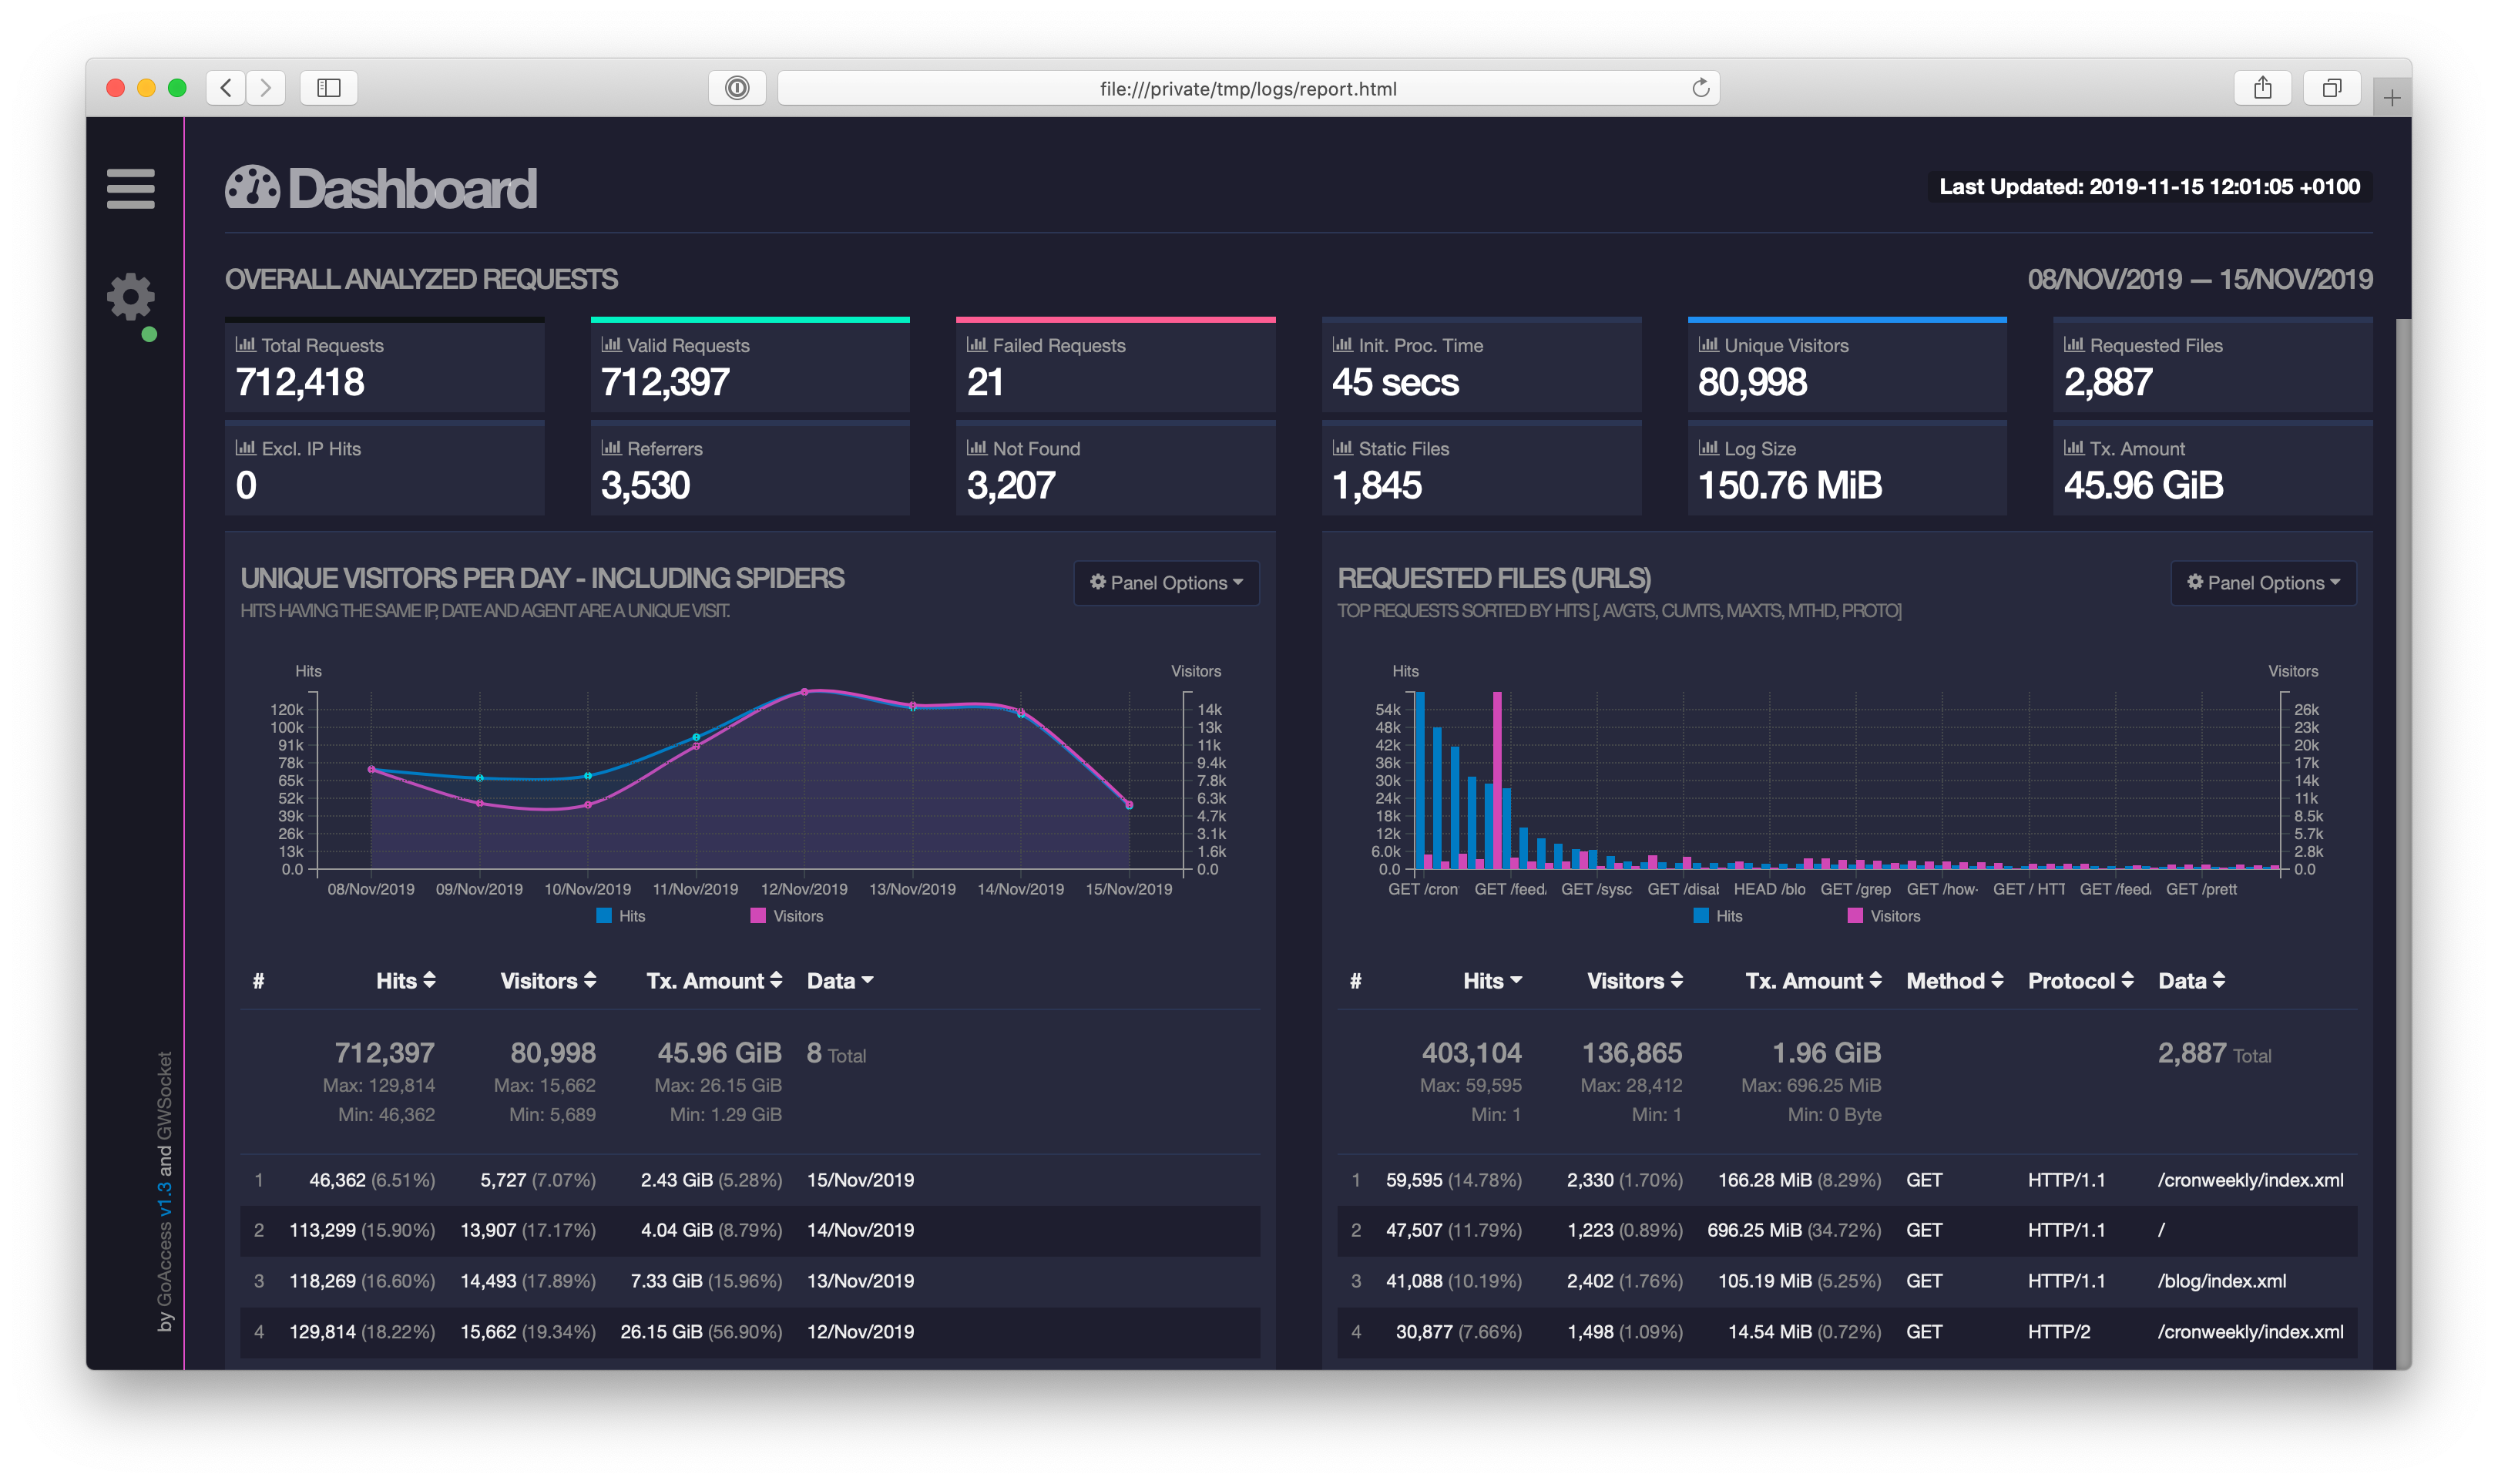 file:///private/tmp/logs/report.html
Dashboard
Last Updated: 2019-11-15 12:01:05 +0100
OVERALL ANALYZED REQUESTS
08/NOV/2019 — 15/NOV/2019
Total Requests
712,418
Valid Requests
712,397
Failed Requests
21
Init. Proc. Time
45 secs
Unique Visitors
80,998
Requested Files
2,887
Excl. IP Hits
0
Referrers
3,530
Not Found
3,207
Static Files
1,845
Log Size
150.76 MiB
Tx. Amount
45.96 GiB
UNIQUE VISITORS PER DAY - INCLUDING SPIDERS
Panel Options
HITS HAVING THE SAME IP, DATE AND AGENT ARE A UNIQUE VISIT.
Hits
Visitors
120k
100k
91k
78k
65k
52k
39k
26k
13k
0.0
14k
13k
11k
9.4k
7.8k
6.3k
4.7k
3.1k
1.6k
0.0
08/Nov/2019 09/Nov/2019 10/Nov/2019 11/Nov/2019 12/Nov/2019 13/Nov/2019 14/Nov/2019 15/Nov/2019
Hits Visitors
# Hits Visitors Tx. Amount Data
712,397 80,998 45.96 GiB 8 Total
Max: 129,814 Max: 15,662 Max: 26.15 GiB
Min: 46,362 Min: 5,689 Min: 1.29 GiB
1 46,362 (6.51%) 5,727 (7.07%) 2.43 GiB (5.28%) 15/Nov/2019
2 113,299 (15.90%) 13,907 (17.17%) 4.04 GiB (8.79%) 14/Nov/2019
3 118,269 (16.60%) 14,493 (17.89%) 7.33 GiB (15.96%) 13/Nov/2019
4 129,814 (18.22%) 15,662 (19.34%) 26.15 GiB (56.90%) 12/Nov/2019
REQUESTED FILES (URLS)
Panel Options
TOP REQUESTS SORTED BY HITS [, AVGTS, CUMTS, MAXTS, MTHD, PROTO]
Hits
Visitors
54k
48k
42k
36k
30k
24k
18k
12k
6.0k
0.0
26k
23k
20k
17k
14k
11k
8.5k
5.7k
2.8k
0.0
GET /cron GET /feed/ GET /sysc GET /disal HEAD /blo GET /grep GET /how- GET / HTT GET /feed/ GET /prett
Hits Visitors
# Hits Visitors Tx. Amount Method Protocol Data
403,104 136,865 1.96 GiB 2,887 Total
Max: 59,595 Max: 28,412 Max: 696.25 MiB
Min: 1 Min: 1 Min: 0 Byte
1 59,595 (14.78%) 2,330 (1.70%) 166.28 MiB (8.29%) GET HTTP/1.1 /cronweekly/index.xml
2 47,507 (11.79%) 1,223 (0.89%) 696.25 MiB (34.72%) GET HTTP/1.1 /
3 41,088 (10.19%) 2,402 (1.76%) 105.19 MiB (5.25%) GET HTTP/1.1 /blog/index.xml
4 30,877 (7.66%) 1,498 (1.09%) 14.54 MiB (0.72%) GET HTTP/2 /cronweekly/index.xml
by GoAccess v1.3 and GWSocket